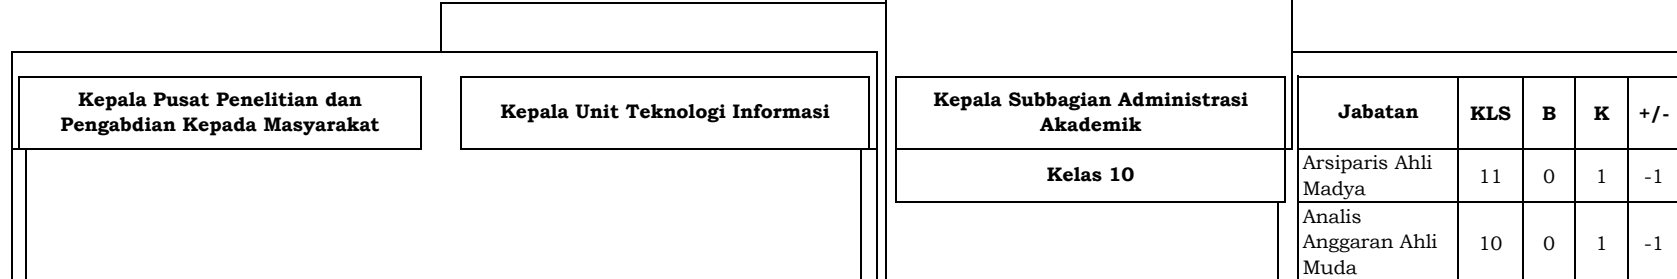 Kepala Pusat Penelitian dan
Pengabdian Kepada Masyarakat
Kepala Unit Teknologi Informasi
Kepala Subbagian Administrasi
Akademik
Kelas 10
Jabatan KLS B K +/-
Arsiparis Ahli
Madya 11 0 1 -1
Analis
Anggaran Ahli 10 0 1 -1
Muda